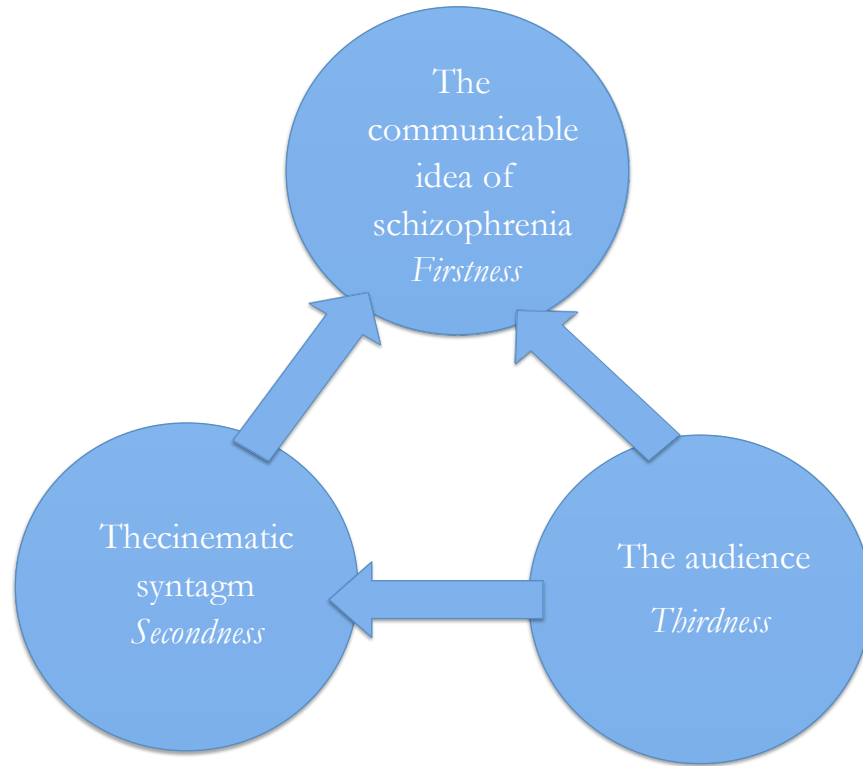 The
communicable
idea of
schizophrenia
Firstness
Thecinematic
syntagm
Secondness
The audience
Thirdness